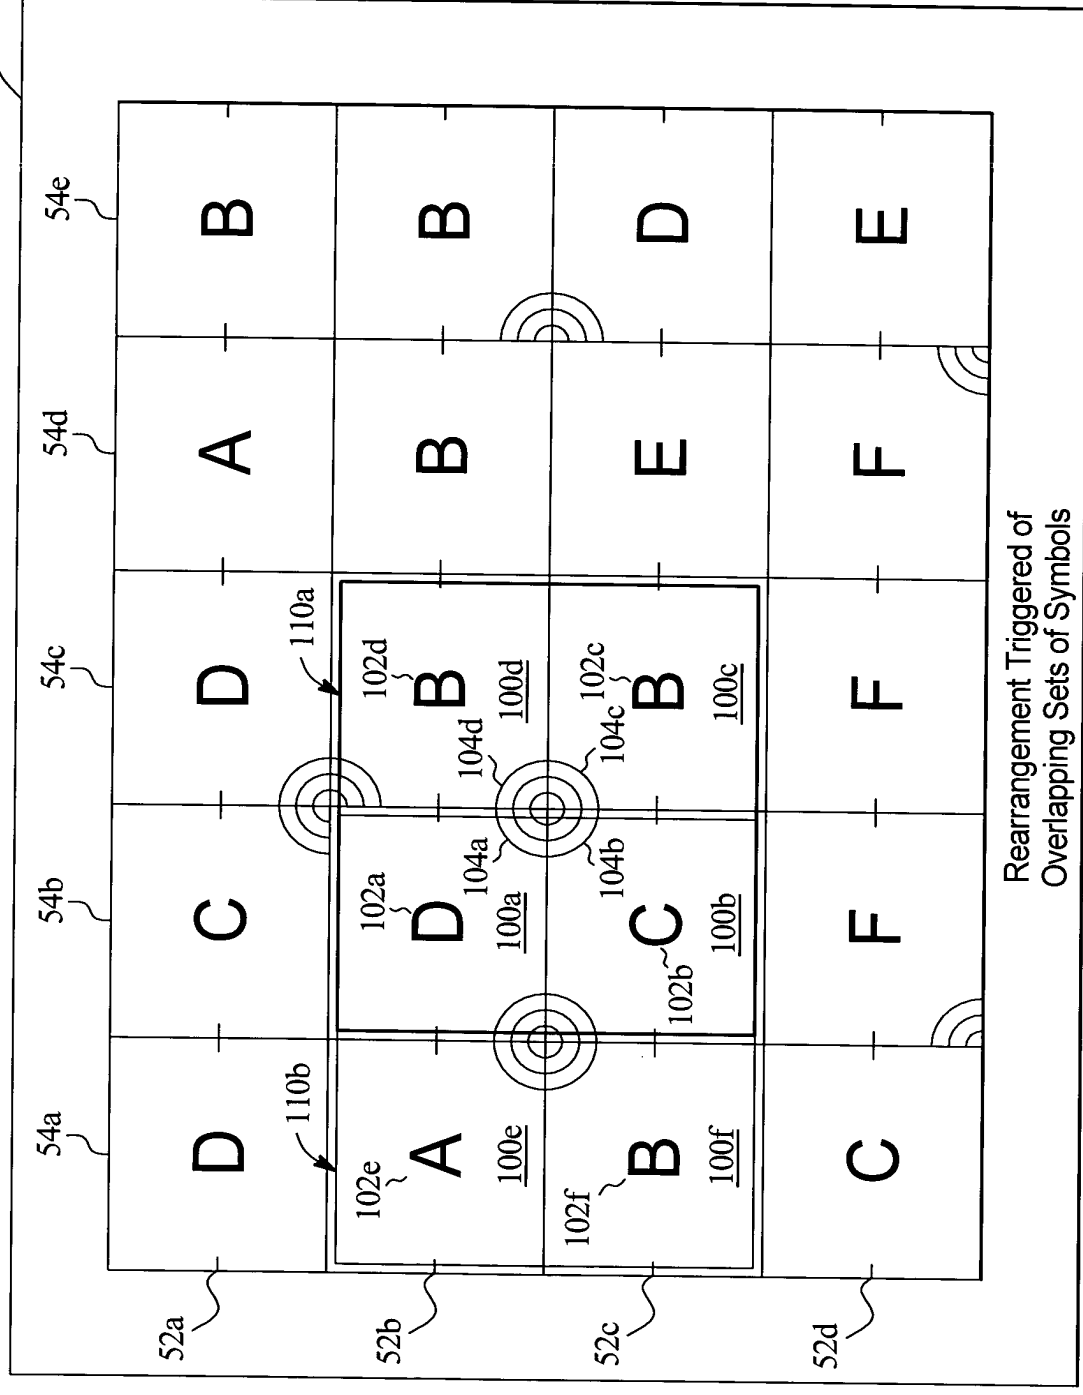 54a
54b
54c
54d
54e
52a
D
C
D
A
B
110b
110a
52b
102e
A
100e
102a
D
100a
104a
104d
102d
B
100d
B
B
52c
102f
B
100f
102b
C
100b
104b
104c
102c
B
100c
E
D
52d
C
F
F
F
E
Rearrangement Triggered of
Overlapping Sets of Symbols